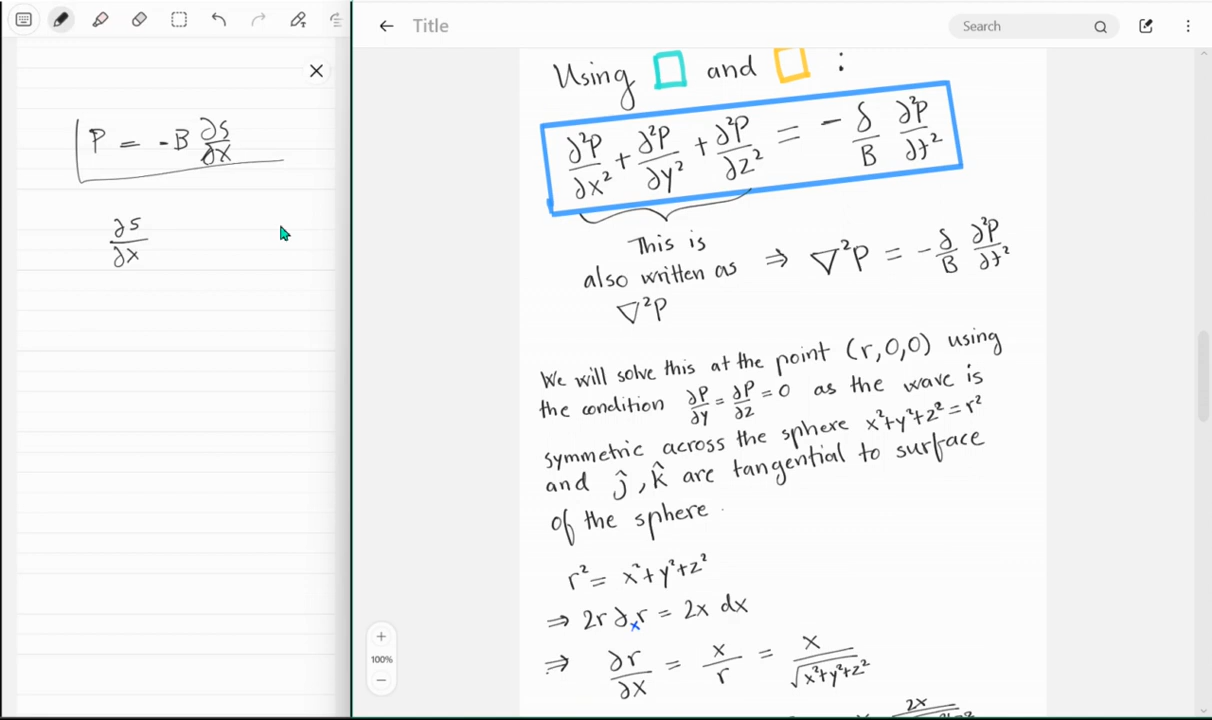 Title
Search
P = -B ∂s/∂x
∂s/∂x
Using □ and □ :
∂²P/∂x² + ∂²P/∂y² + ∂²P/∂z² = - δ/B ∂²P/∂t²
This is
also written as ⇒ ∇²P = - δ/B ∂²P/∂t²
∇²P
We will solve this at the point (r,0,0) using
the condition ∂P/∂y = ∂P/∂z = 0 as the wave is
symmetric across the sphere x²+y²+z² = r²
and ĵ, k̂ are tangential to surface
of the sphere.
r² = x²+y²+z²
⇒ 2r ∂ₓr = 2x dx
⇒ ∂r/∂x = x/r = x/√(x²+y²+z²)
2x
100%